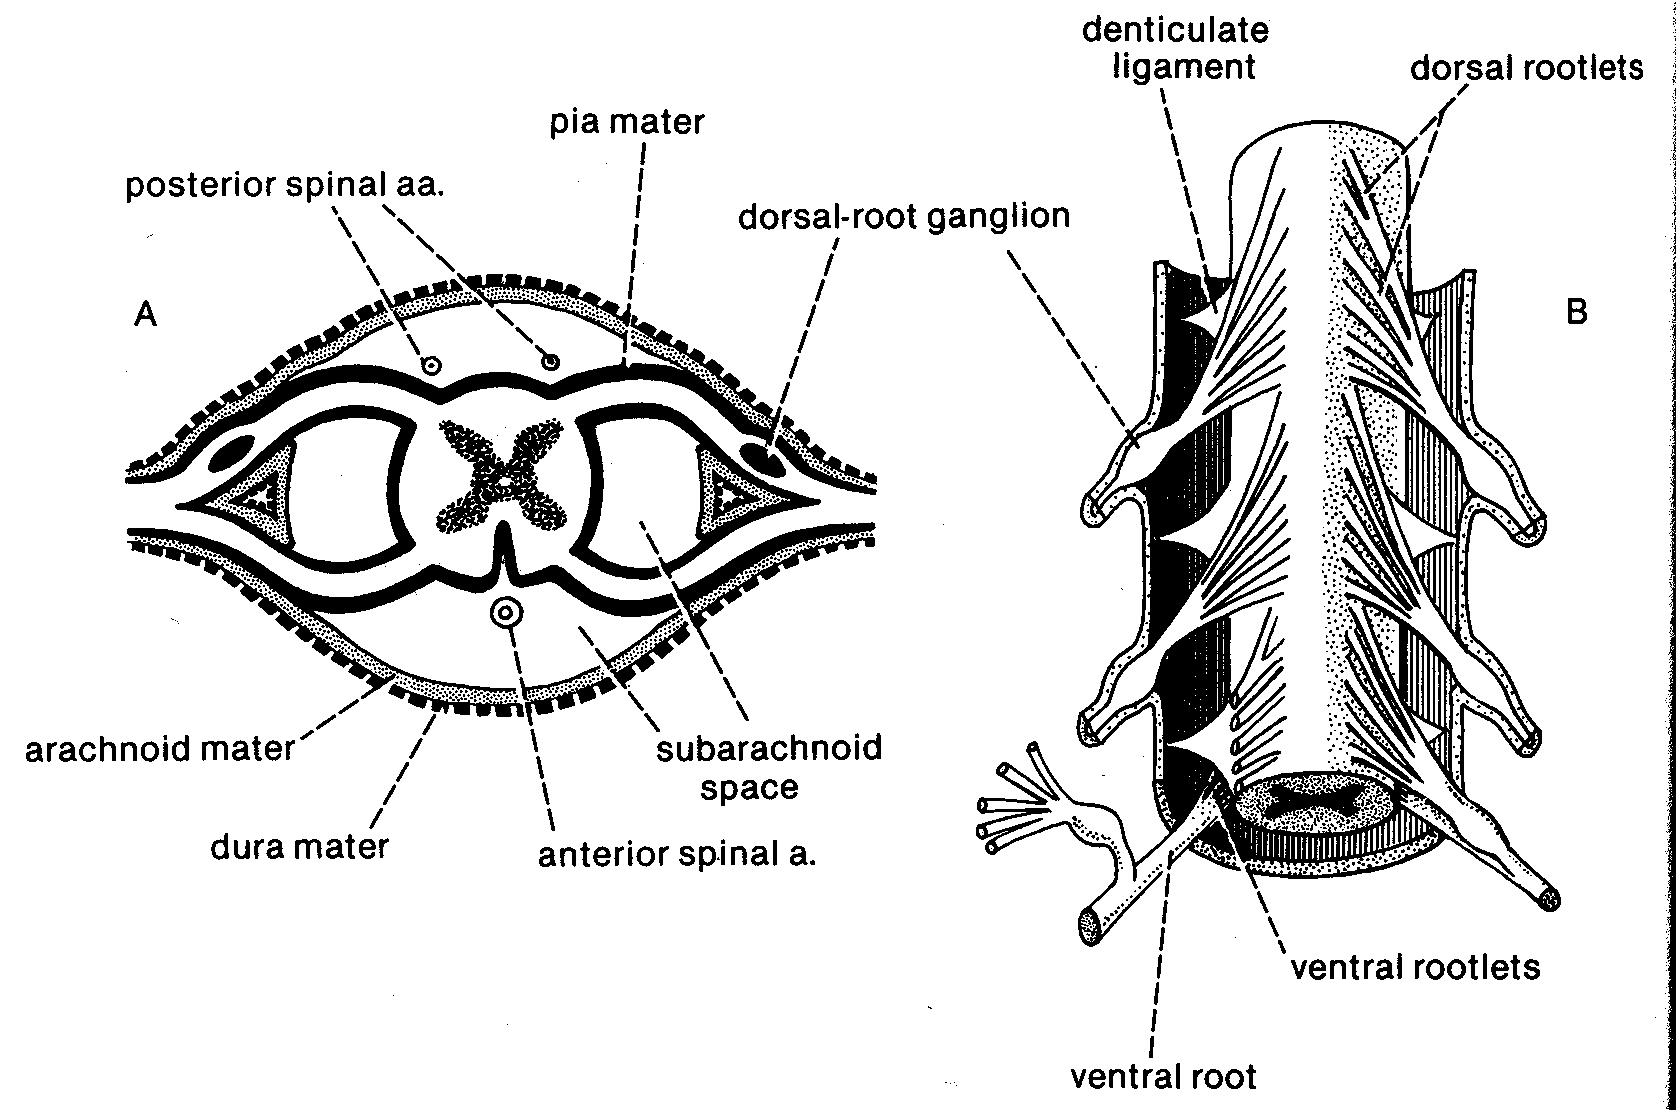 denticulate
ligament
dorsal rootlets
pia mater
posterior spinal aa.
dorsal-root ganglion
A
B
arachnoid mater
subarachnoid
space
dura mater
anterior spinal a.
ventral rootlets
ventral root